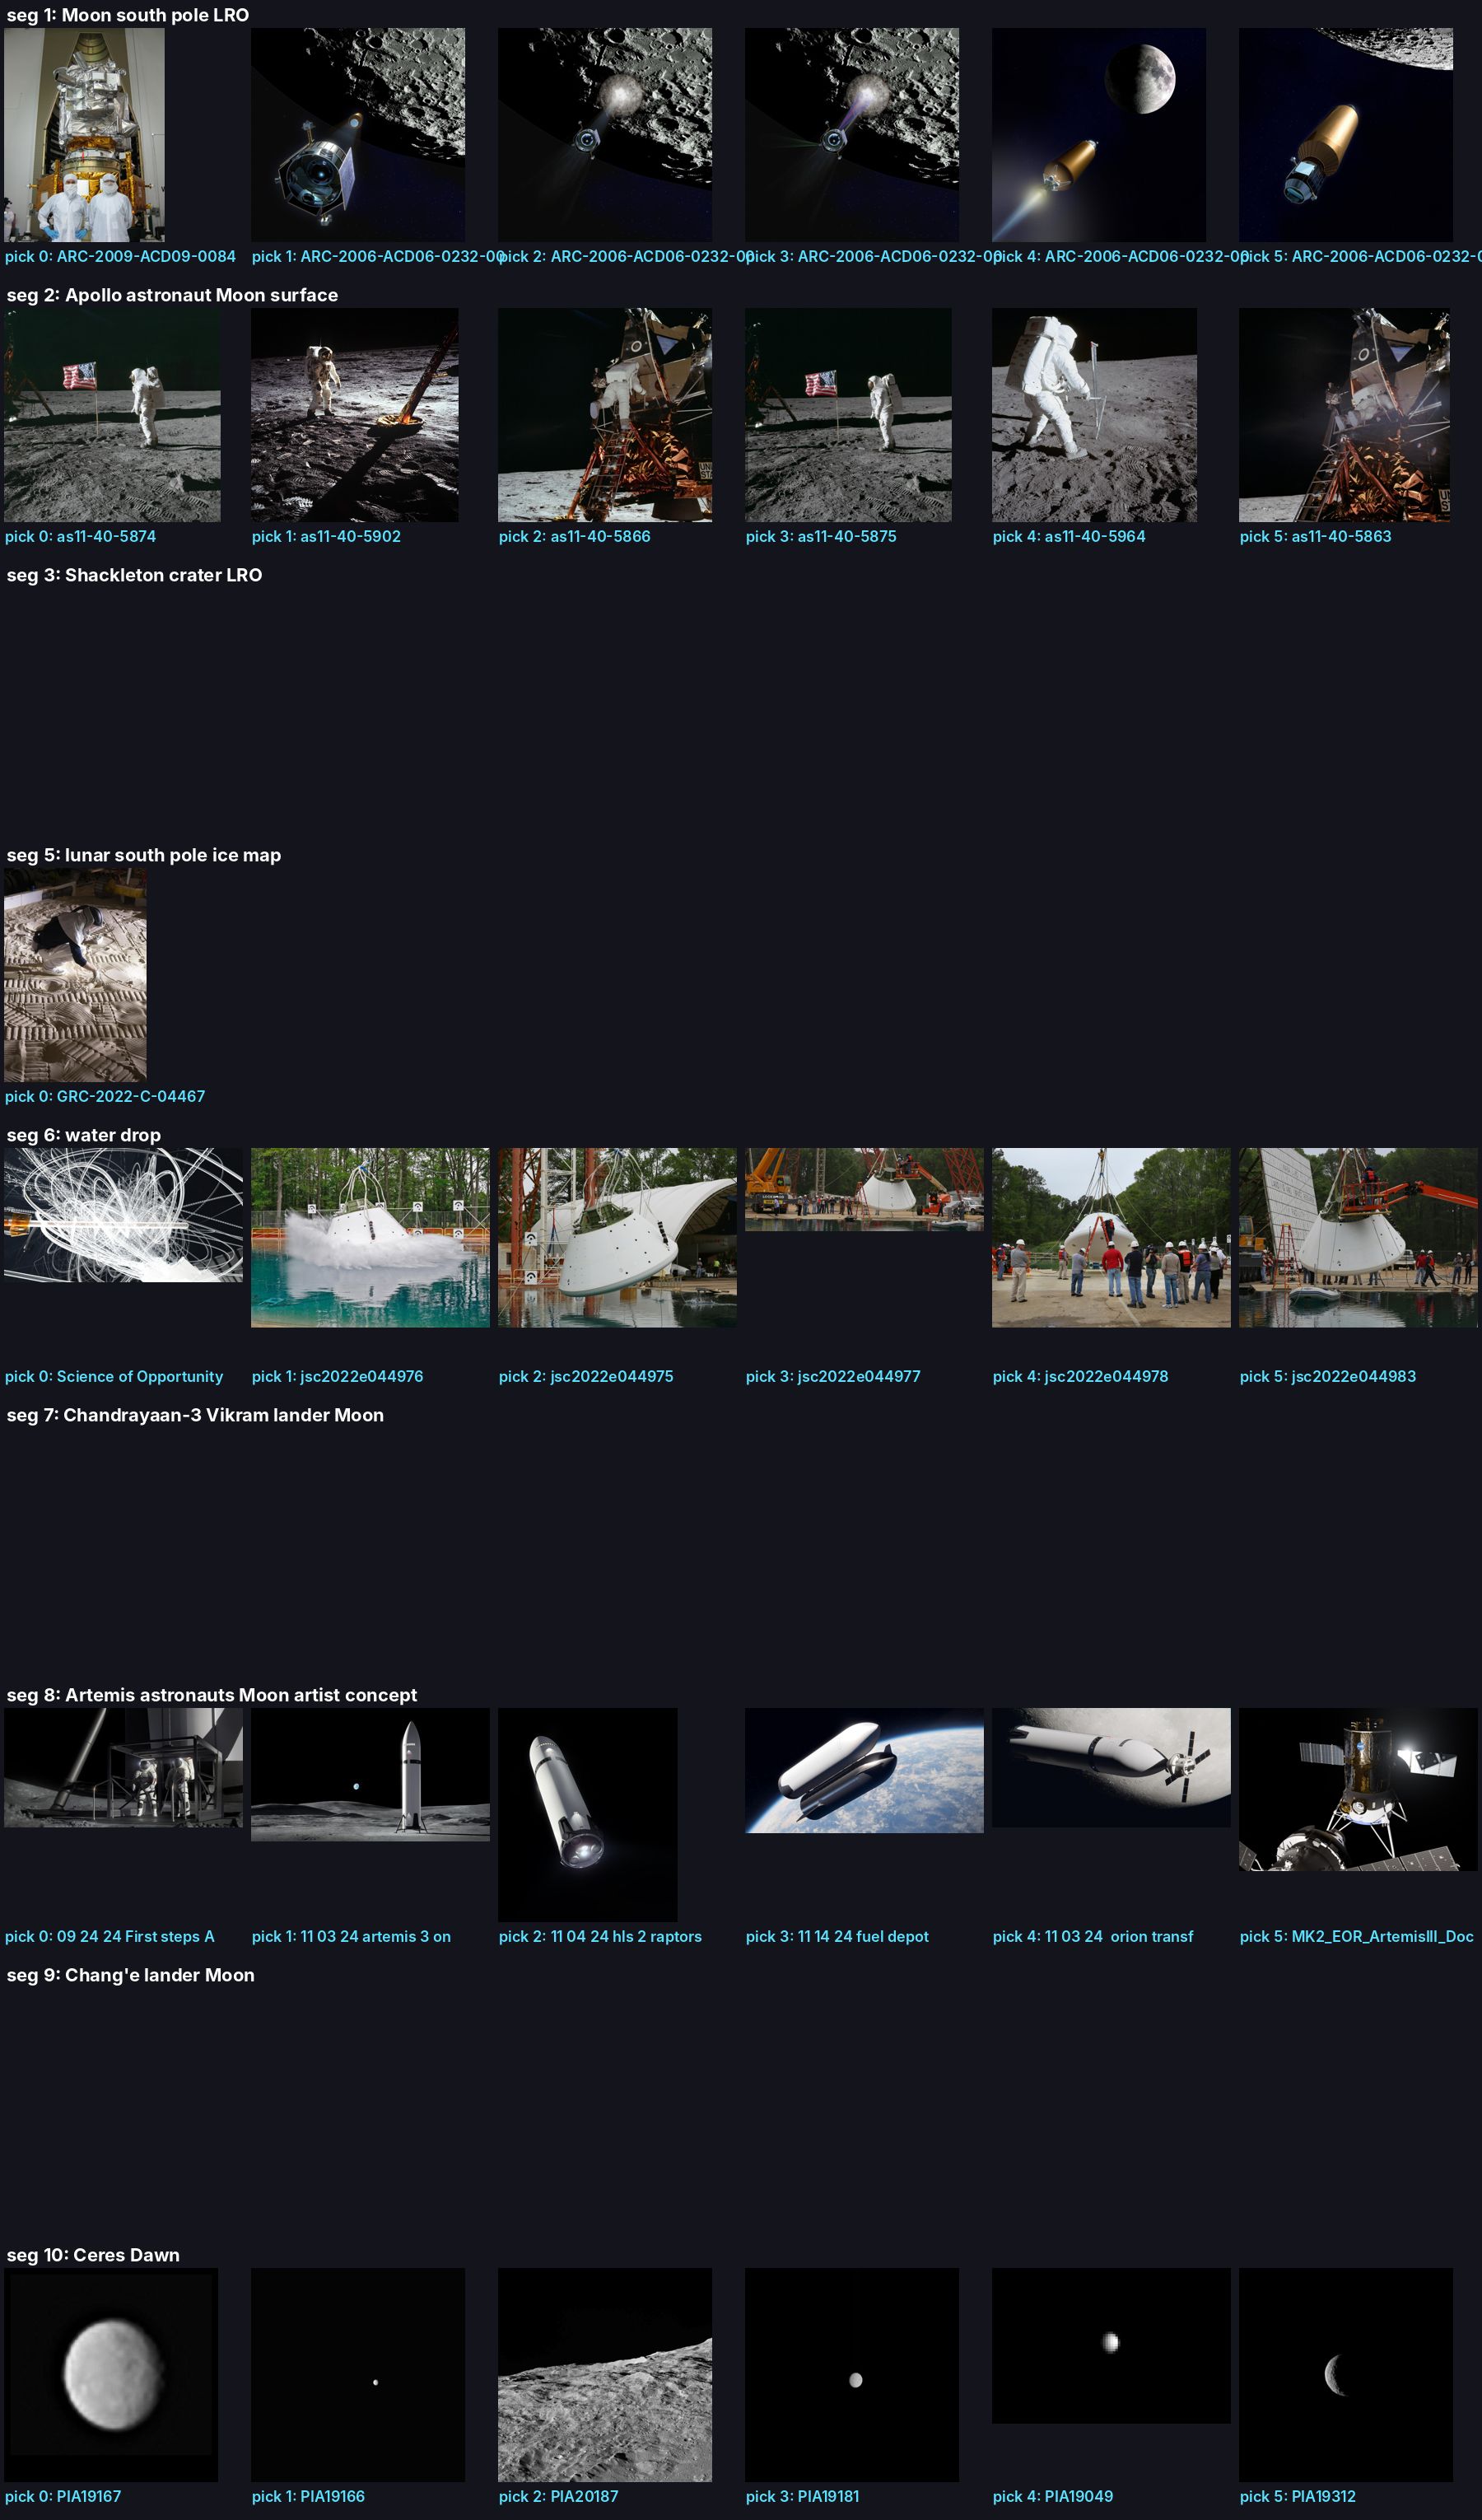 seg 1: Moon south pole LRO
pick 0: ARC-2009-ACD09-0084
pick 1: ARC-2006-ACD06-0232-00
pick 2: ARC-2006-ACD06-0232-00
pick 3: ARC-2006-ACD06-0232-00
pick 4: ARC-2006-ACD06-0232-00
pick 5: ARC-2006-ACD06-0232-0
seg 2: Apollo astronaut Moon surface
pick 0: as11-40-5874
pick 1: as11-40-5902
pick 2: as11-40-5866
pick 3: as11-40-5875
pick 4: as11-40-5964
pick 5: as11-40-5863
seg 3: Shackleton crater LRO
seg 5: lunar south pole ice map
pick 0: GRC-2022-C-04467
seg 6: water drop
pick 0: Science of Opportunity
pick 1: jsc2022e044976
pick 2: jsc2022e044975
pick 3: jsc2022e044977
pick 4: jsc2022e044978
pick 5: jsc2022e044983
seg 7: Chandrayaan-3 Vikram lander Moon
seg 8: Artemis astronauts Moon artist concept
pick 0: 09 24 24 First steps A
pick 1: 11 03 24 artemis 3 on
pick 2: 11 04 24 hls 2 raptors
pick 3: 11 14 24 fuel depot
pick 4: 11 03 24  orion transf
pick 5: MK2_EOR_ArtemisIII_Doc
seg 9: Chang'e lander Moon
seg 10: Ceres Dawn
pick 0: PIA19167
pick 1: PIA19166
pick 2: PIA20187
pick 3: PIA19181
pick 4: PIA19049
pick 5: PIA19312